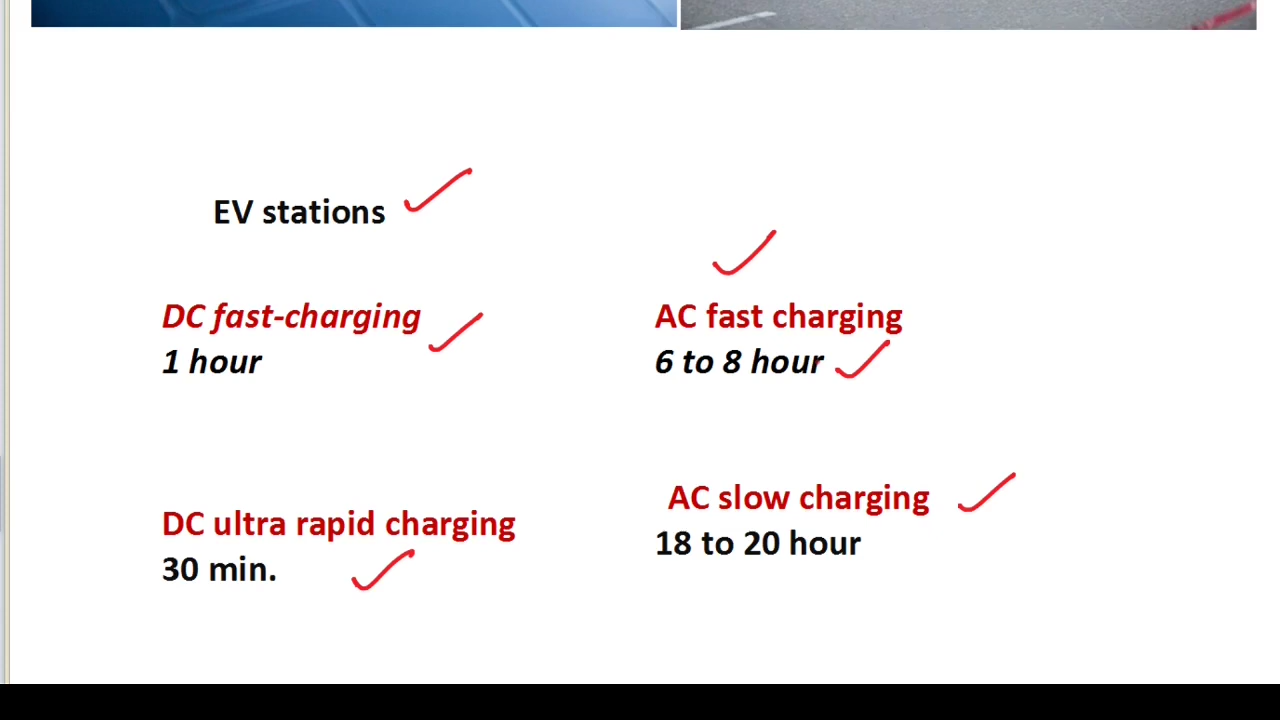 EV stations
DC fast-charging
1 hour
AC fast charging
6 to 8 hour
DC ultra rapid charging
30 min.
AC slow charging
18 to 20 hour